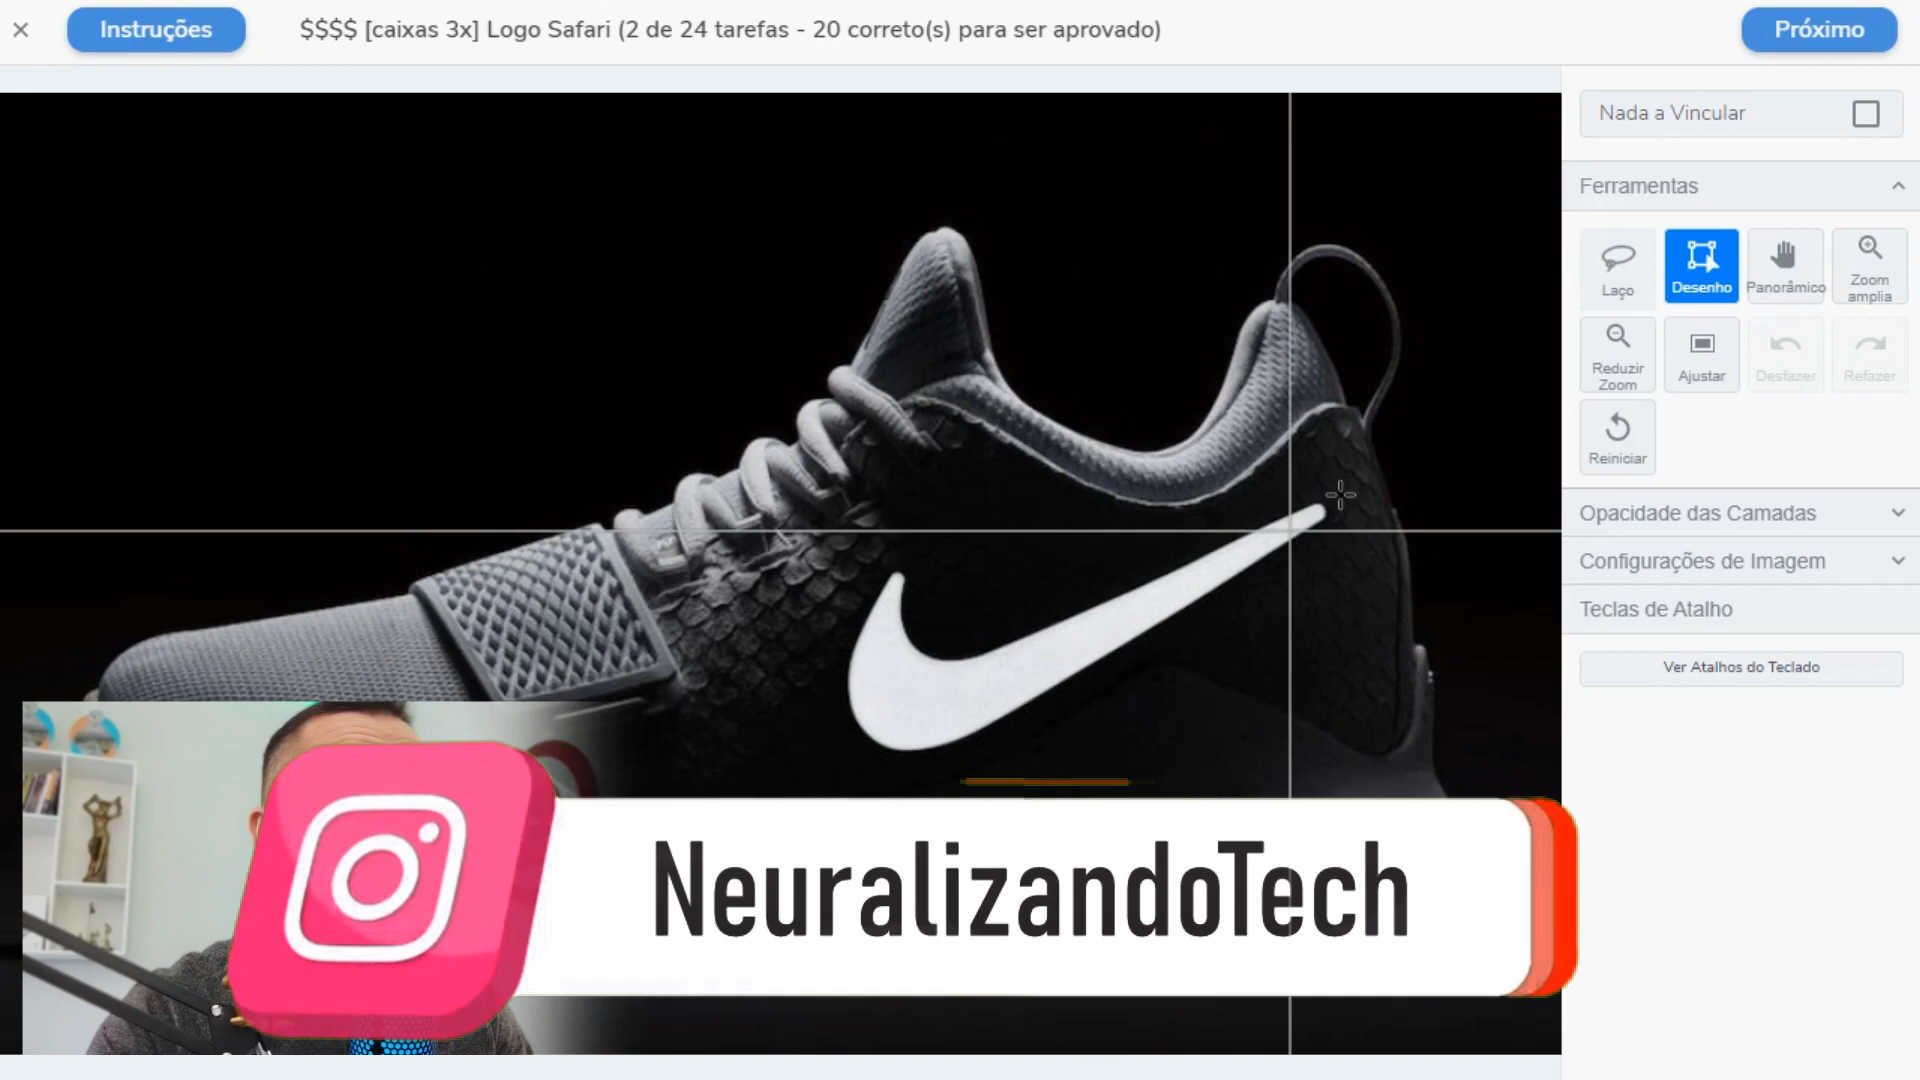 Instruções
$$$$ [caixas 3x] Logo Safari (2 de 24 tarefas - 20 correto(s) para ser aprovado)
Próximo
Nada a Vincular
Ferramentas
Laço
Desenho
Panorâmico
Zoom amplia
Reduzir Zoom
Ajustar
Desfazer
Refazer
Reiniciar
Opacidade das Camadas
Configurações de Imagem
Teclas de Atalho
Ver Atalhos do Teclado
NeuralizandoTech